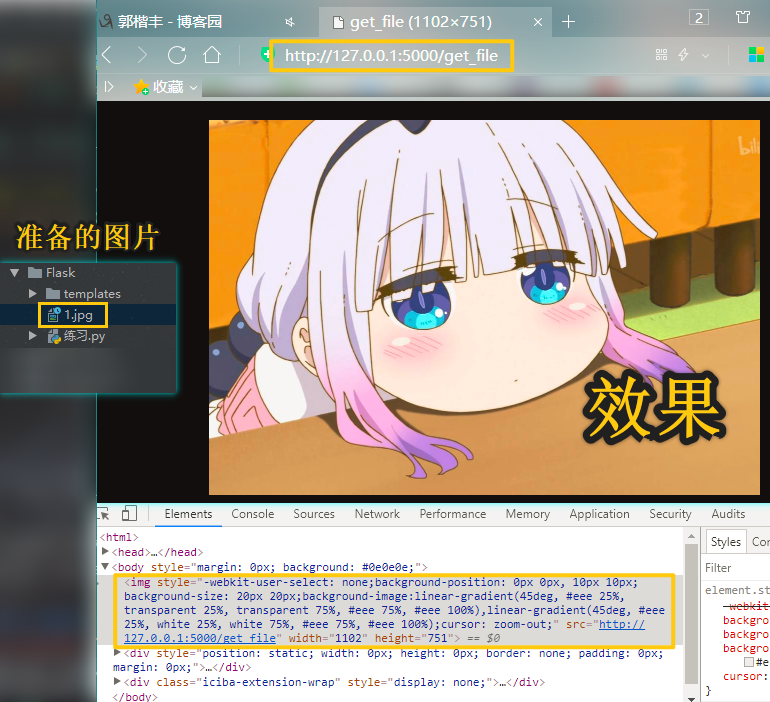 郭楷丰 - 博客园
get_file (1102×751)
2
http://127.0.0.1:5000/get_file
收藏
bili
准备的图片
Flask
templates
1.jpg
练习.py
效果
Elements Console Sources Network Performance Memory Application Security Audits
<html>
<head>…</head>
<body style="margin: 0px; background: #0e0e0e;">
<img style="-webkit-user-select: none;background-position: 0px 0px, 10px 10px;
background-size: 20px 20px;background-image:linear-gradient(45deg, #eee 25%,
transparent 25%, transparent 75%, #eee 75%, #eee 100%),linear-gradient(45deg, #eee
25%, white 25%, white 75%, #eee 75%, #eee 100%);cursor: zoom-out;" src="http://
127.0.0.1:5000/get_file" width="1102" height="751"> == $0
<div style="position: static; width: 0px; height: 0px; border: none; padding: 0px;
margin: 0px;">…</div>
<div class="iciba-extension-wrap" style="display: none;">…</div>
</body>
Styles Con
Filter
element.st
-webkit
backgro
backgro
backgro
#e
cursor:
}